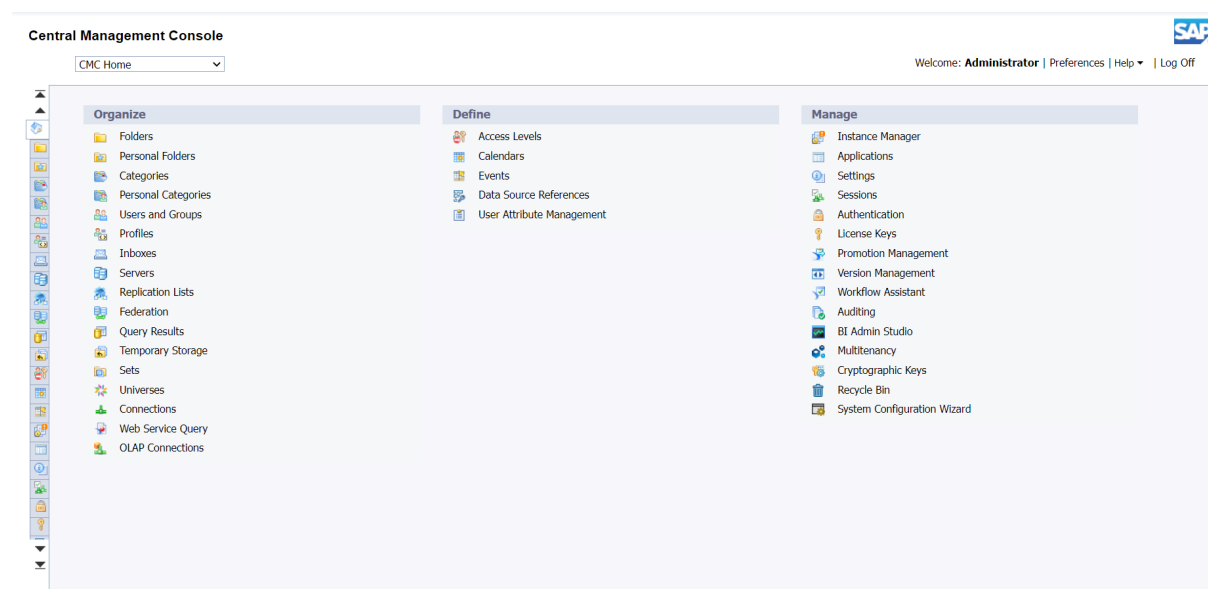 SAP
Central Management Console
CMC Home
Welcome: Administrator | Preferences | Help | Log Off
Organize
Folders
Personal Folders
Categories
Personal Categories
Users and Groups
Profiles
Inboxes
Servers
Replication Lists
Federation
Query Results
Temporary Storage
Sets
Universes
Connections
Web Service Query
OLAP Connections
Define
Access Levels
Calendars
Events
Data Source References
User Attribute Management
Manage
Instance Manager
Applications
Settings
Sessions
Authentication
License Keys
Promotion Management
Version Management
Workflow Assistant
Auditing
BI Admin Studio
Multitenancy
Cryptographic Keys
Recycle Bin
System Configuration Wizard